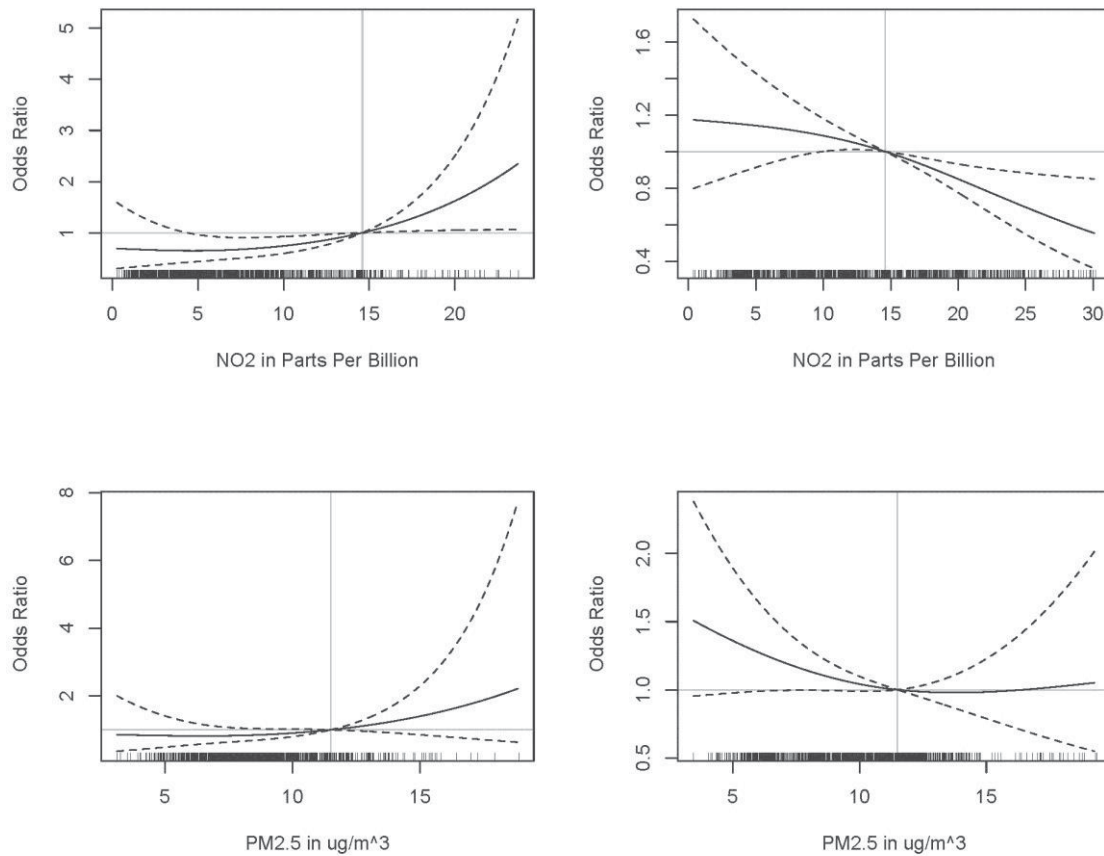 Odds Ratio
5
4
3
2
1
0 5 10 15 20
NO2 in Parts Per Billion
Odds Ratio
1.6
1.2
0.8
0.4
0 5 10 15 20 25 30
NO2 in Parts Per Billion
Odds Ratio
8
6
4
2
5 10 15
PM2.5 in ug/m^3
Odds Ratio
2.0
1.5
1.0
0.5
5 10 15
PM2.5 in ug/m^3